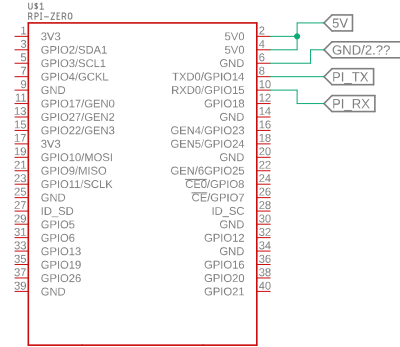 U$1
RPI-ZER0
1 3V3 5V0 2 5V
3 GPIO2/SDA1 5V0 4
5 GPIO3/SCL1 GND 6 GND/2.??
7 GPIO4/GCKL TXD0/GPIO14 8 PI_TX
9 GND RXD0/GPIO15 10
11 GPIO17/GEN0 GPIO18 12 PI_RX
13 GPIO27/GEN2 GND 14
15 GPIO22/GEN3 GEN4/GPIO23 16
17 3V3 GEN5/GPIO24 18
19 GPIO10/MOSI GND 20
21 GPIO9/MISO GEN/6GPIO25 22
23 GPIO11/SCLK CE0/GPIO8 24
25 GND CE/GPIO7 26
27 ID_SD ID_SC 28
29 GPIO5 GND 30
31 GPIO6 GPIO12 32
33 GPIO13 GND 34
35 GPIO19 GPIO16 36
37 GPIO26 GPIO20 38
39 GND GPIO21 40